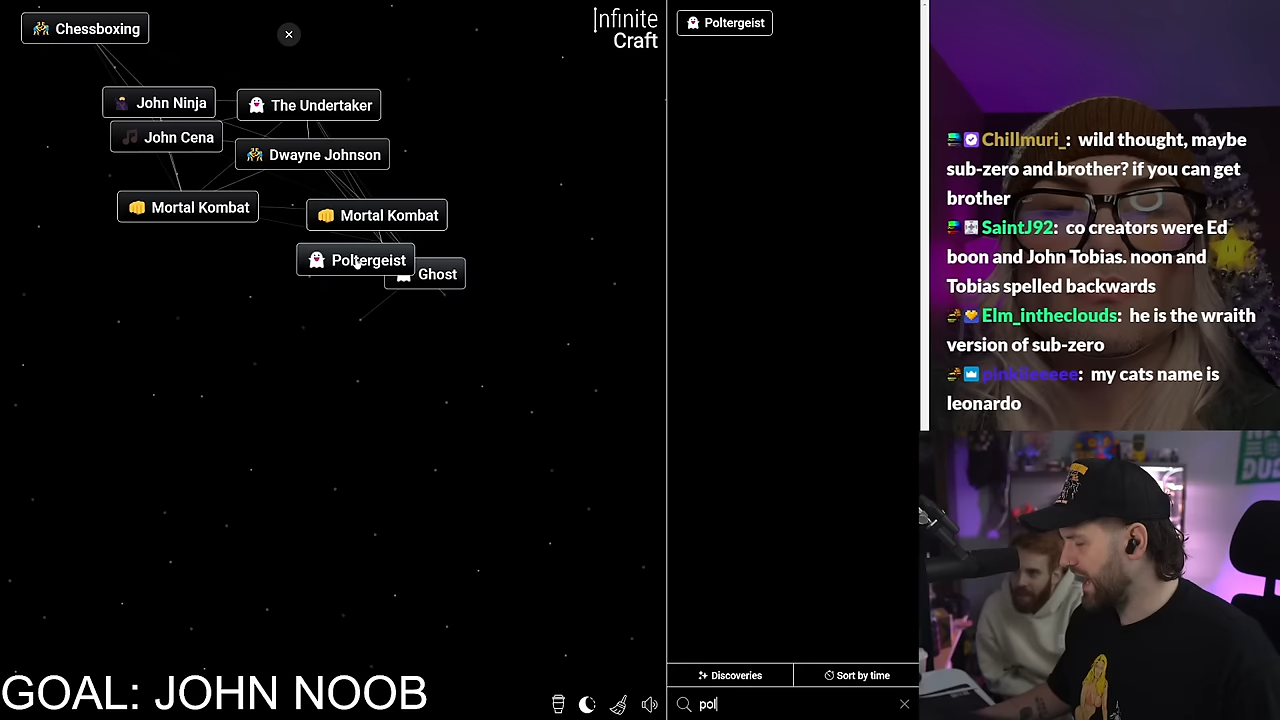 Chessboxing
Infinite
Craft
John Ninja
The Undertaker
John Cena
Dwayne Johnson
Mortal Kombat
Mortal Kombat
Poltergeist
Ghost
GOAL: JOHN NOOB
Poltergeist
Discoveries
Sort by time
pol
Chillmuri_: wild thought, maybe
sub-zero and brother? if you can get
brother
SaintJ92: co creators were Ed
boon and John Tobias. noon and
Tobias spelled backwards
Elm_intheclouds: he is the wraith
version of sub-zero
pinklieeeee: my cats name is
leonardo